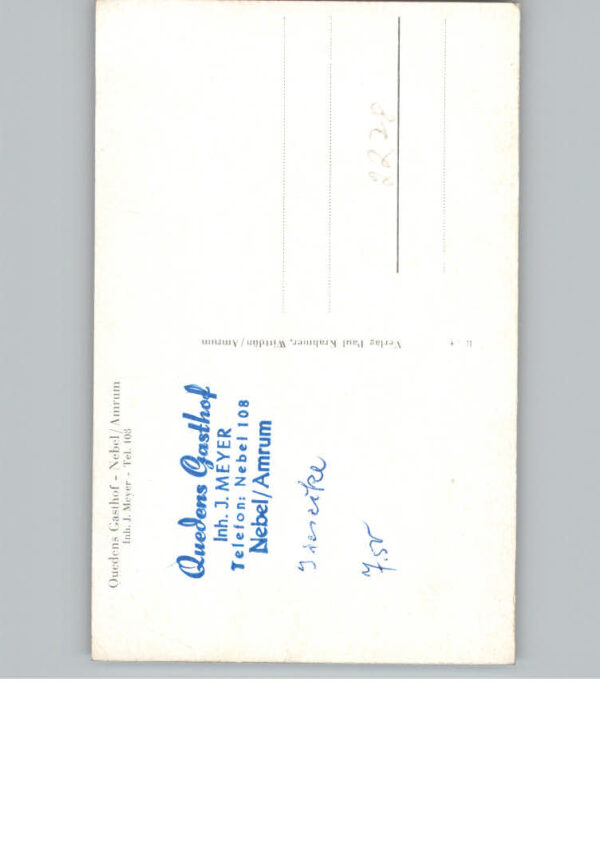 Quedens Gasthof - Nebel/Amrum
Inh. J. Meyer - Tel. 108
Quedens Gasthof
Inh. J. MEYER
Telefon: Nebel 108
Nebel/Amrum
7.50
Verlag Paul Krahmer, Wittdün/Amrum